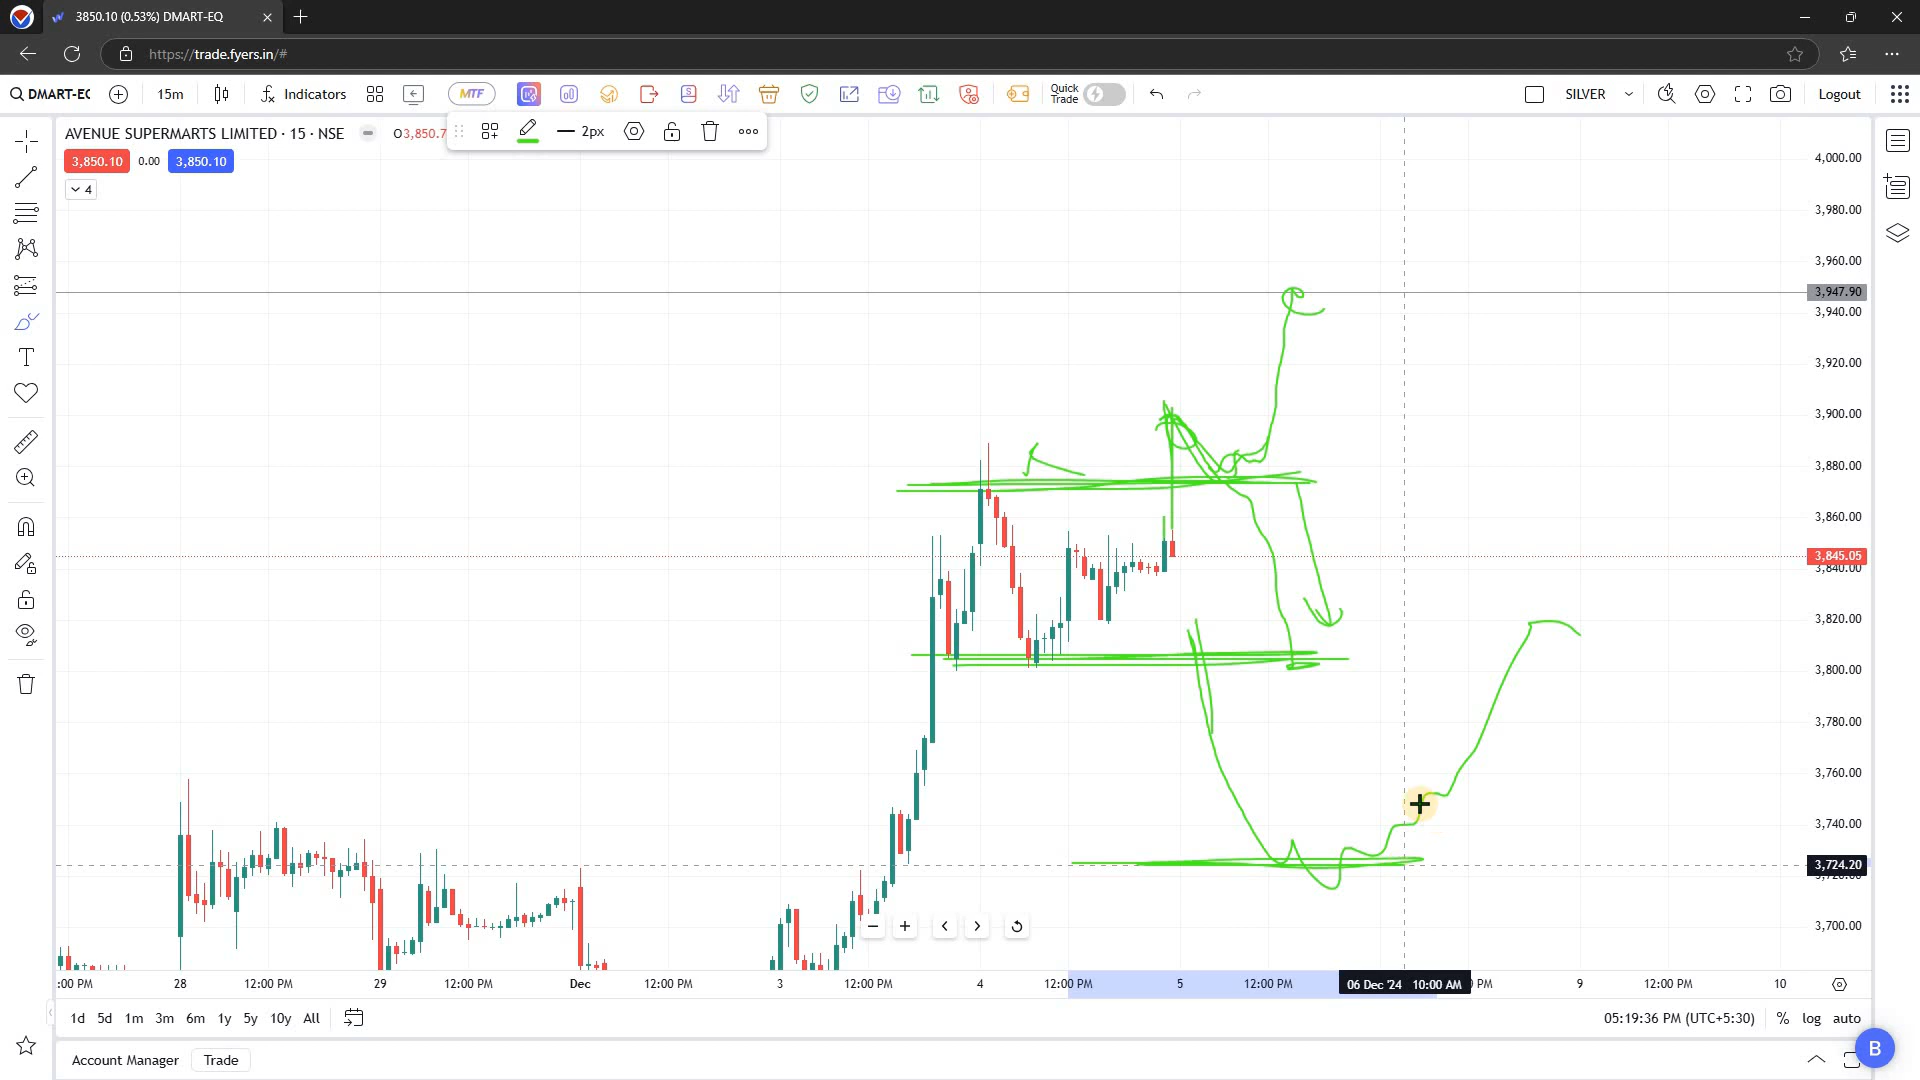 3850.10 (0.53%) DMART-EQ
https://trade.fyers.in/#
DMART-EC
15m
Indicators
MTF
Quick
Trade
SILVER
Logout
AVENUE SUPERMARTS LIMITED · 15 · NSE
O3,850.7
2px
3,850.10
0.00
3,850.10
4
4,000.00
3,980.00
3,960.00
3,947.90
3,940.00
3,920.00
3,900.00
3,880.00
3,860.00
3,845.05
3,840.00
3,820.00
3,800.00
3,780.00
3,760.00
3,740.00
3,724.20
3,720.00
3,700.00
:00 PM
28
12:00 PM
29
12:00 PM
Dec
12:00 PM
3
12:00 PM
4
12:00 PM
5
12:00 PM
06 Dec '24 10:00 AM
PM
9
12:00 PM
10
1d 5d 1m 3m 6m 1y 5y 10y All
05:19:36 PM (UTC+5:30)
% log auto
Account Manager
Trade
B